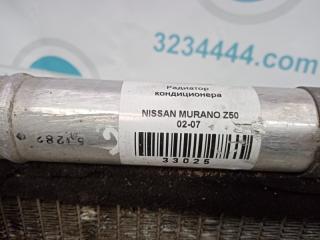 3234444.com
Радиатор
кондиционера
NISSAN MURANO Z50
02-07
33025